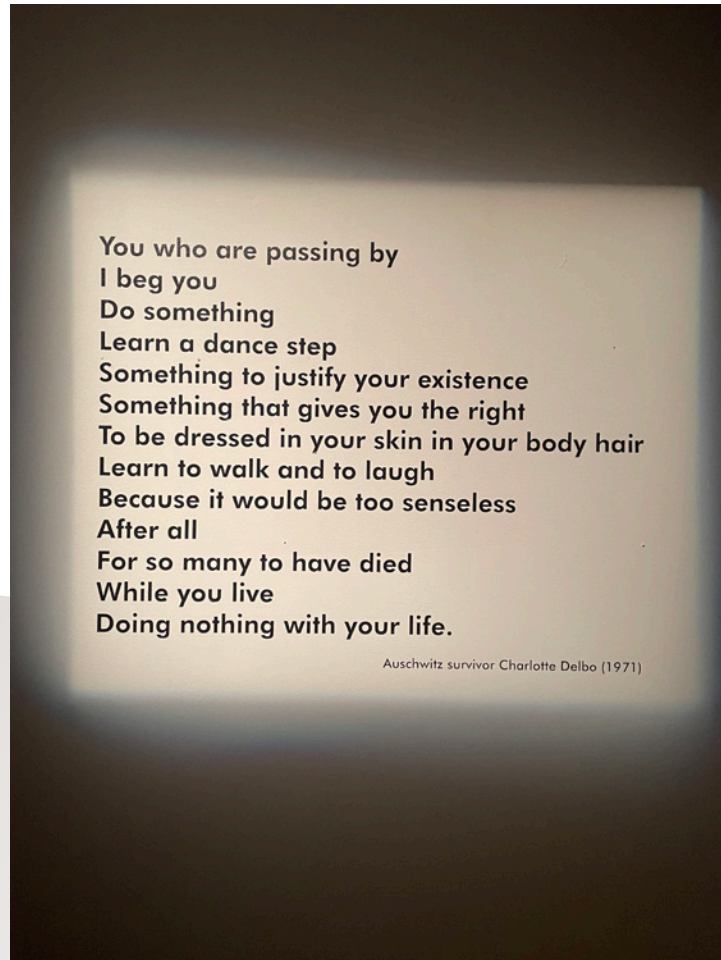 You who are passing by
I beg you
Do something
Learn a dance step
Something to justify your existence
Something that gives you the right
To be dressed in your skin in your body hair
Learn to walk and to laugh
Because it would be too senseless
After all
For so many to have died
While you live
Doing nothing with your life.
Auschwitz survivor Charlotte Delbo (1971)